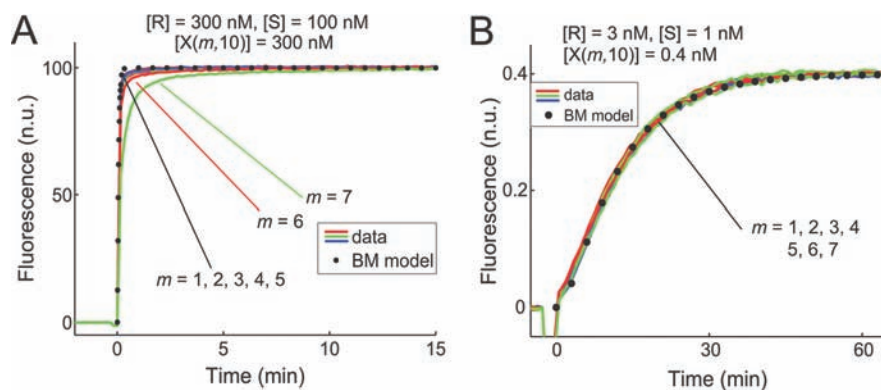 A
[R] = 300 nM, [S] = 100 nM
[X(m,10)] = 300 nM
Fluorescence (n.u.)
100
50
0
m = 7
m = 6
m = 1, 2, 3, 4, 5
data
BM model
0
5
10
15
Time (min)
B
[R] = 3 nM, [S] = 1 nM
[X(m,10)] = 0.4 nM
Fluorescence (n.u.)
0.4
0.2
0
data
BM model
m = 1, 2, 3, 4
5, 6, 7
0
30
60
Time (min)